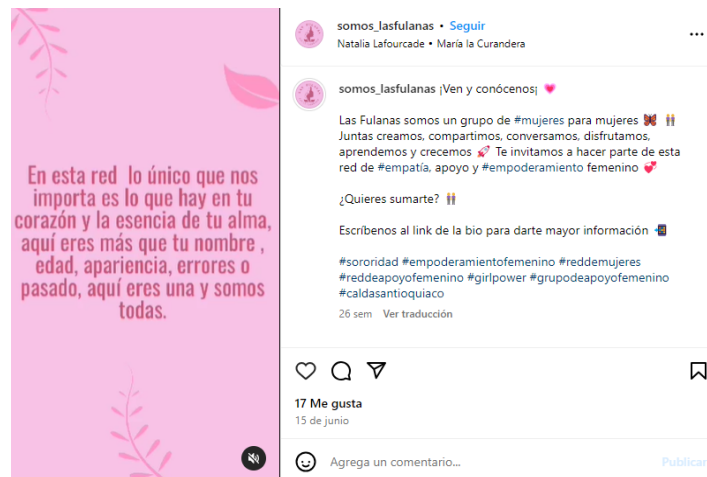 En esta red lo único que nos
importa es lo que hay en tu
corazón y la esencia de tu alma,
aquí eres más que tu nombre ,
edad, apariencia, errores o
pasado, aquí eres una y somos
todas.
somos_lasfulanas • Seguir
Natalia Lafourcade • María la Curandera
somos_lasfulanas ¡Ven y conócenos¡
Las Fulanas somos un grupo de #mujeres para mujeres
Juntas creamos, compartimos, conversamos, disfrutamos,
aprendemos y crecemos 🚀 Te invitamos a hacer parte de esta
red de #empatía, apoyo y #empoderamiento femenino
¿Quieres sumarte?
Escríbenos al link de la bio para darte mayor información
#sororidad #empoderamientofemenino #reddemujeres
#reddeapoyofemenino #girlpower #grupodeapoyofemenino
#caldasantioquiaco
26 sem Ver traducción
17 Me gusta
15 de junio
Agrega un comentario...
Publicar